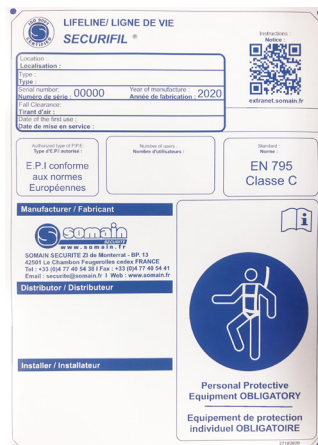 ISO 9001
SOMAIN
CERTIFIED
LIFELINE/ LIGNE DE VIE
SECURIFIL ®
Instructions :
Notice :
extranet.somain.fr
Location :
Localisation :
Type :
Type :
Serial number:
Numéro de série : 00000
Year of manufacture :
Année de fabrication : 2020
Fall Clearance:
Tirant d'air :
Date of the first use :
Date de mise en service :
Authorized type of P.P.E
Type d'E.P.I autorisé :
E.P.I conforme
aux normes
Européennes
Number of users :
Nombre d'utilisateurs :
Standard :
Norme :
EN 795
Classe C
Manufacturer / Fabricant
somain
SECURITE
www.somain.fr
SOMAIN SECURITE ZI de Monterrat - BP. 13
42501 Le Chambon Feugerolles cedex FRANCE
Tel : +33 (0)4 77 40 54 38 I Fax : +33 (0)4 77 40 54 41
Email : securite@somain.fr I Web : www.somain.fr
Distributor / Distributeur
Installer / Installateur
i
Personal Protective
Equipment OBLIGATORY
Equipement de protection
individuel OBLIGATOIRE